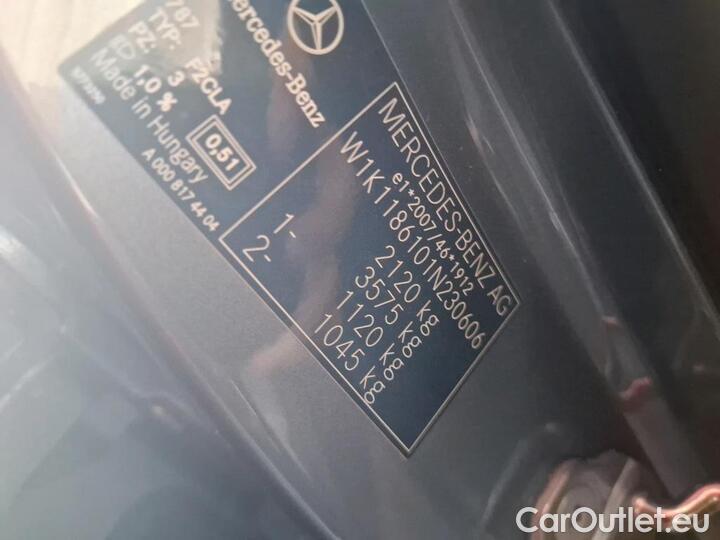 MERCEDES-BENZ AG
e1*2007/46*1912
W1K1186101N230606
2120 kg
3575 kg
1- 1120 kg
2- 1045 kg
Mercedes-Benz
787
TYP: F2CLA
PZ: 3
1,0 % 0.51
Made in Hungary
A 000 817 44 04
CarOutlet.eu